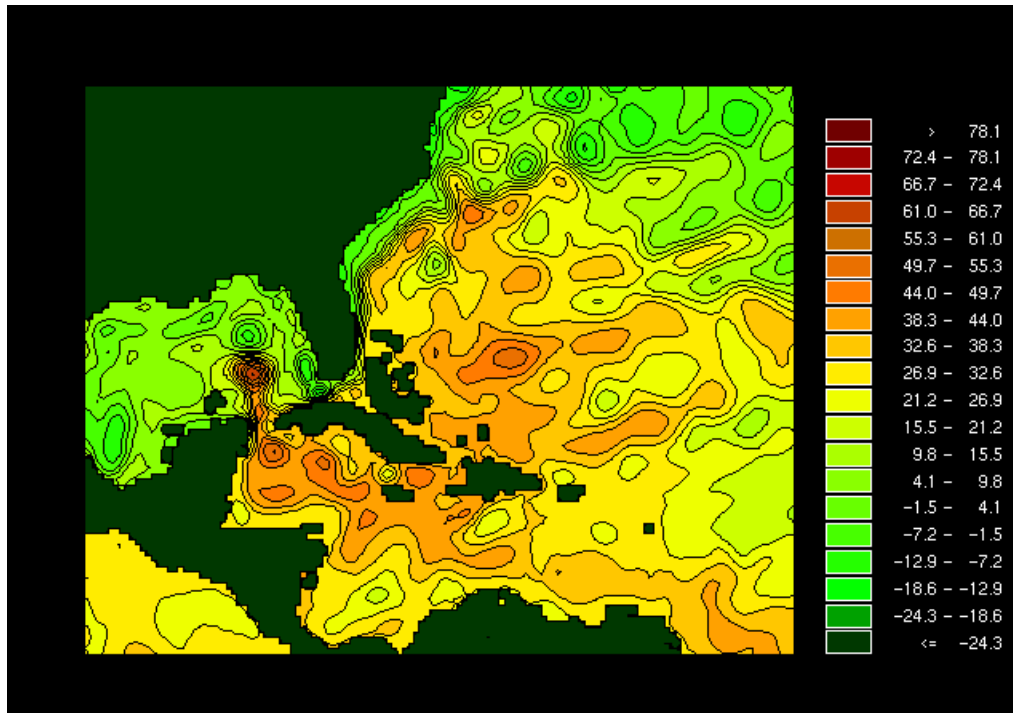 > 78.1
72.4 – 78.1
66.7 – 72.4
61.0 – 66.7
55.3 – 61.0
49.7 – 55.3
44.0 – 49.7
38.3 – 44.0
32.6 – 38.3
26.9 – 32.6
21.2 – 26.9
15.5 – 21.2
9.8 – 15.5
4.1 – 9.8
−1.5 – 4.1
−7.2 – −1.5
−12.9 – −7.2
−18.6 – −12.9
−24.3 – −18.6
<= −24.3